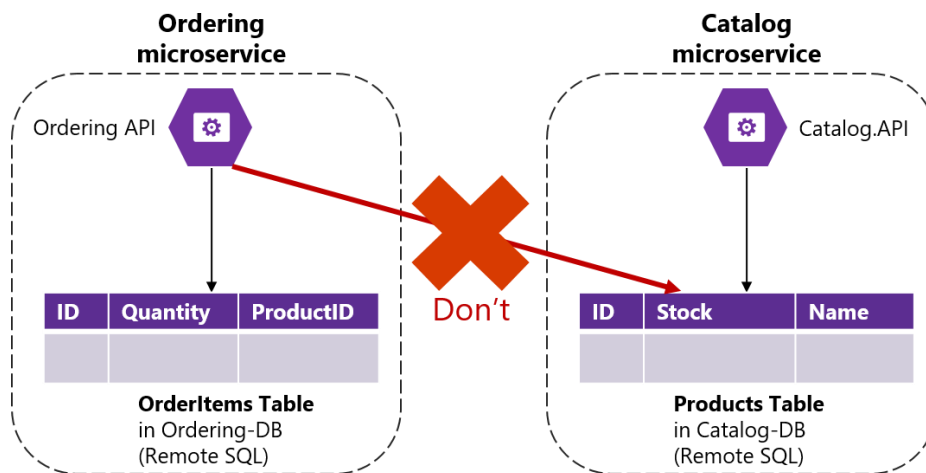 Ordering
microservice
Catalog
microservice
Ordering API
Catalog.API
Don't
ID Quantity ProductID
ID Stock Name
OrderItems Table
in Ordering-DB
(Remote SQL)
Products Table
in Catalog-DB
(Remote SQL)